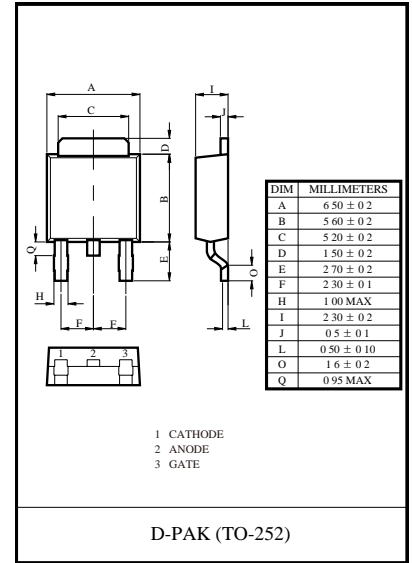 A
C
D
B
Q
E
H
F F
I
J
O
L
DIM MILLIMETERS
A 6 50 ± 0 2
B 5 60 ± 0 2
C 5 20 ± 0 2
D 1 50 ± 0 2
E 2 70 ± 0 2
F 2 30 ± 0 1
H 1 00 MAX
I 2 30 ± 0 2
J 0 5 ± 0 1
L 0 50 ± 0 10
O 1 6 ± 0 2
Q 0 95 MAX
1 2 3
1 CATHODE
2 ANODE
3 GATE
D-PAK (TO-252)